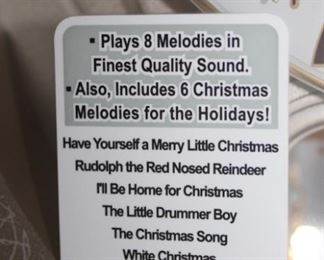 ▪ Plays 8 Melodies in
Finest Quality Sound.
▪ Also, Includes 6 Christmas
Melodies for the Holidays!
Have Yourself a Merry Little Christmas
Rudolph the Red Nosed Reindeer
I'll Be Home for Christmas
The Little Drummer Boy
The Christmas Song
White Christmas